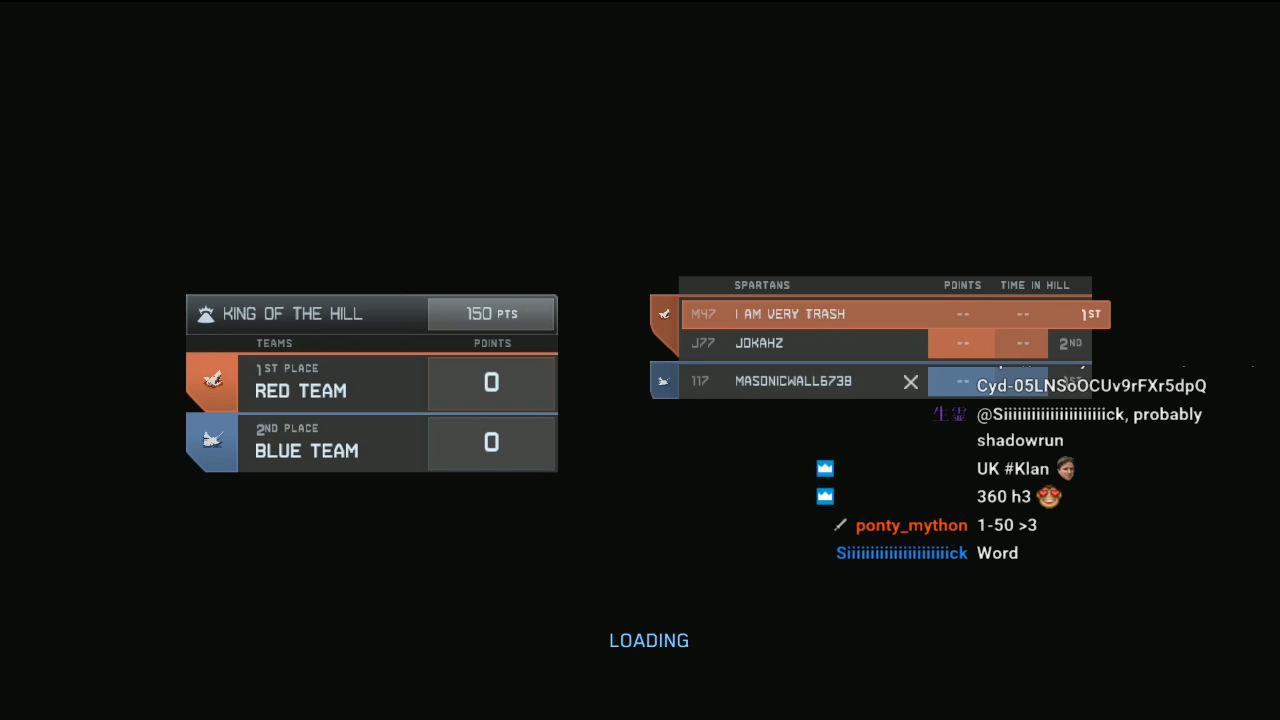 KING OF THE HILL 150 PTS
TEAMS POINTS
1ST PLACE
RED TEAM 0
2ND PLACE
BLUE TEAM 0
SPARTANS POINTS TIME IN HILL
M47 I AM VERY TRASH -- -- 1ST
J77 JOKAHZ -- -- 2ND
117 MASONICWALL6738 --
Cyd-05LNSoOCUv9rFXr5dpQ
生霊 @Siiiiiiiiiiiiiiiiiiiiick, probably
shadowrun
UK #Klan
360 h3
ponty_mython 1-50 >3
Siiiiiiiiiiiiiiiiiiiiick Word
LOADING